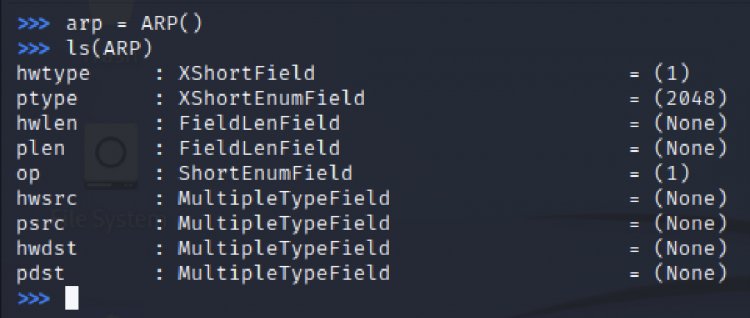 >>> arp = ARP()
>>> ls(ARP)
hwtype : XShortField = (1)
ptype : XShortEnumField = (2048)
hwlen : FieldLenField = (None)
plen : FieldLenField = (None)
op : ShortEnumField = (1)
hwsrc : MultipleTypeField = (None)
psrc : MultipleTypeField = (None)
hwdst : MultipleTypeField = (None)
pdst : MultipleTypeField = (None)
>>>